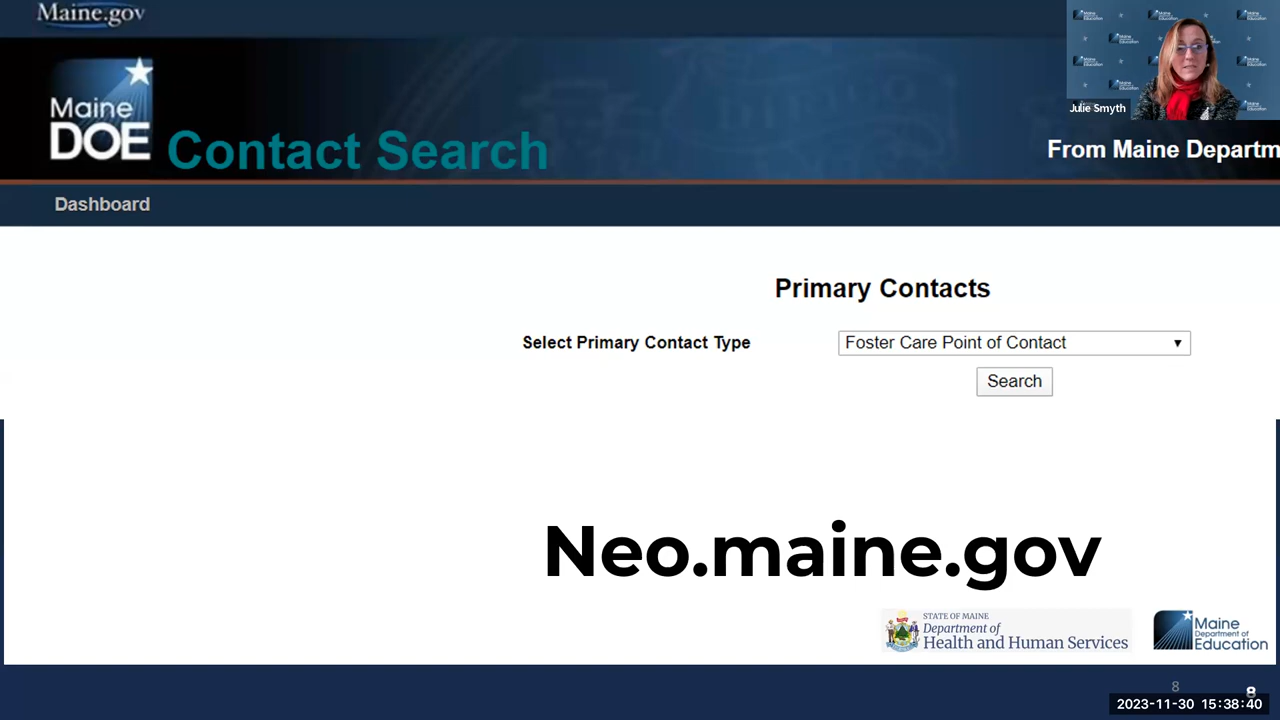 Maine.gov
Maine
DOE
Contact Search
From Maine Departm
Julie Smyth
Dashboard
Primary Contacts
Select Primary Contact Type
Foster Care Point of Contact
Search
Neo.maine.gov
STATE OF MAINE
Department of
Health and Human Services
Maine
Department of
Education
8
8
2023-11-30 15:38:40